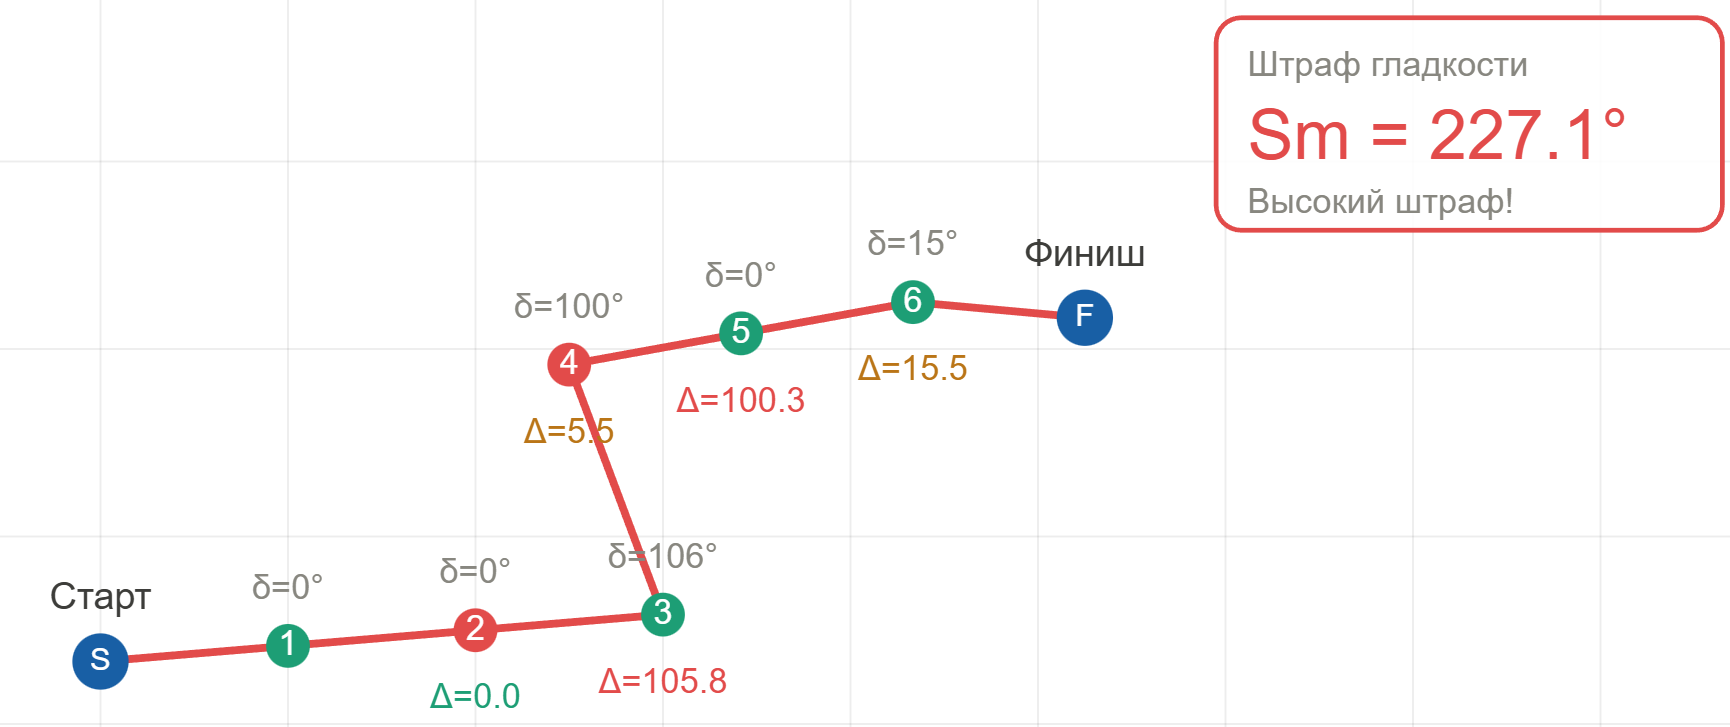 Штраф гладкости
Sm = 227.1°
Высокий штраф!
Финиш
δ=15°
δ=0°
δ=100°
6
F
5
4
Δ=15.5
Δ=100.3
Δ=5.5
δ=106°
δ=0°
δ=0°
Старт
3
2
1
S
Δ=105.8
Δ=0.0